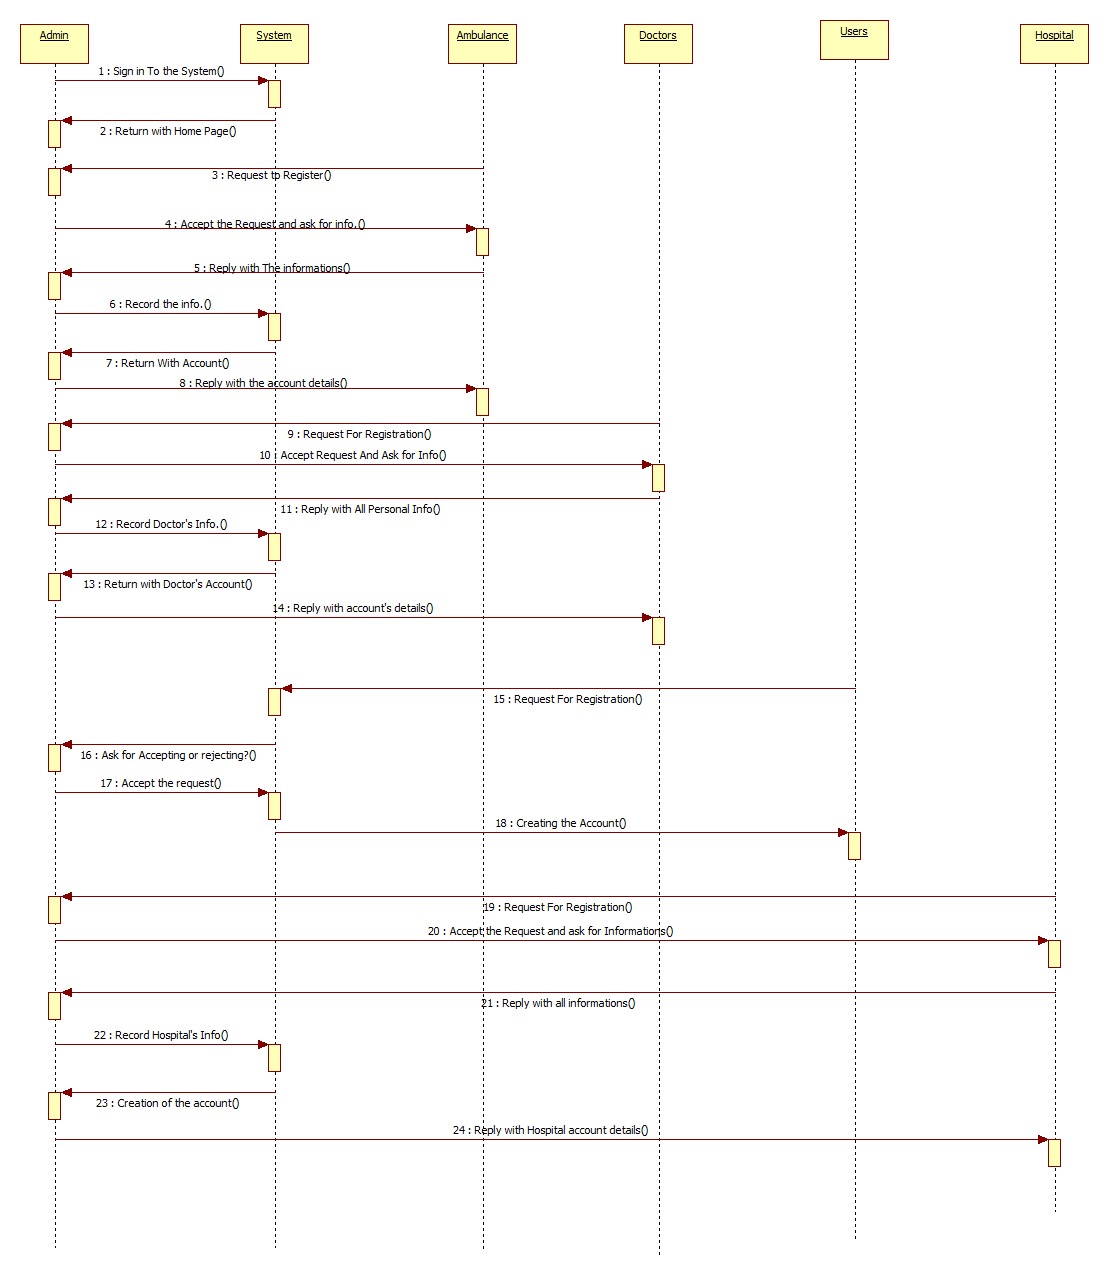 Admin
System
Ambulance
Doctors
Users
Hospital
1 : Sign in To the System()
2 : Return with Home Page()
3 : Request to Register()
4 : Accept the Request and ask for info.()
5 : Reply with The informations()
6 : Record the info.()
7 : Return With Account()
8 : Reply with the account details()
9 : Request For Registration()
10 : Accept Request And Ask for Info()
11 : Reply with All Personal Info()
12 : Record Doctor's Info.()
13 : Return with Doctor's Account()
14 : Reply with account's details()
15 : Request For Registration()
16 : Ask for Accepting or rejecting?()
17 : Accept the request()
18 : Creating the Account()
19 : Request For Registration()
20 : Accept the Request and ask for Informations()
21 : Reply with all informations()
22 : Record Hospital's Info()
23 : Creation of the account()
24 : Reply with Hospital account details()